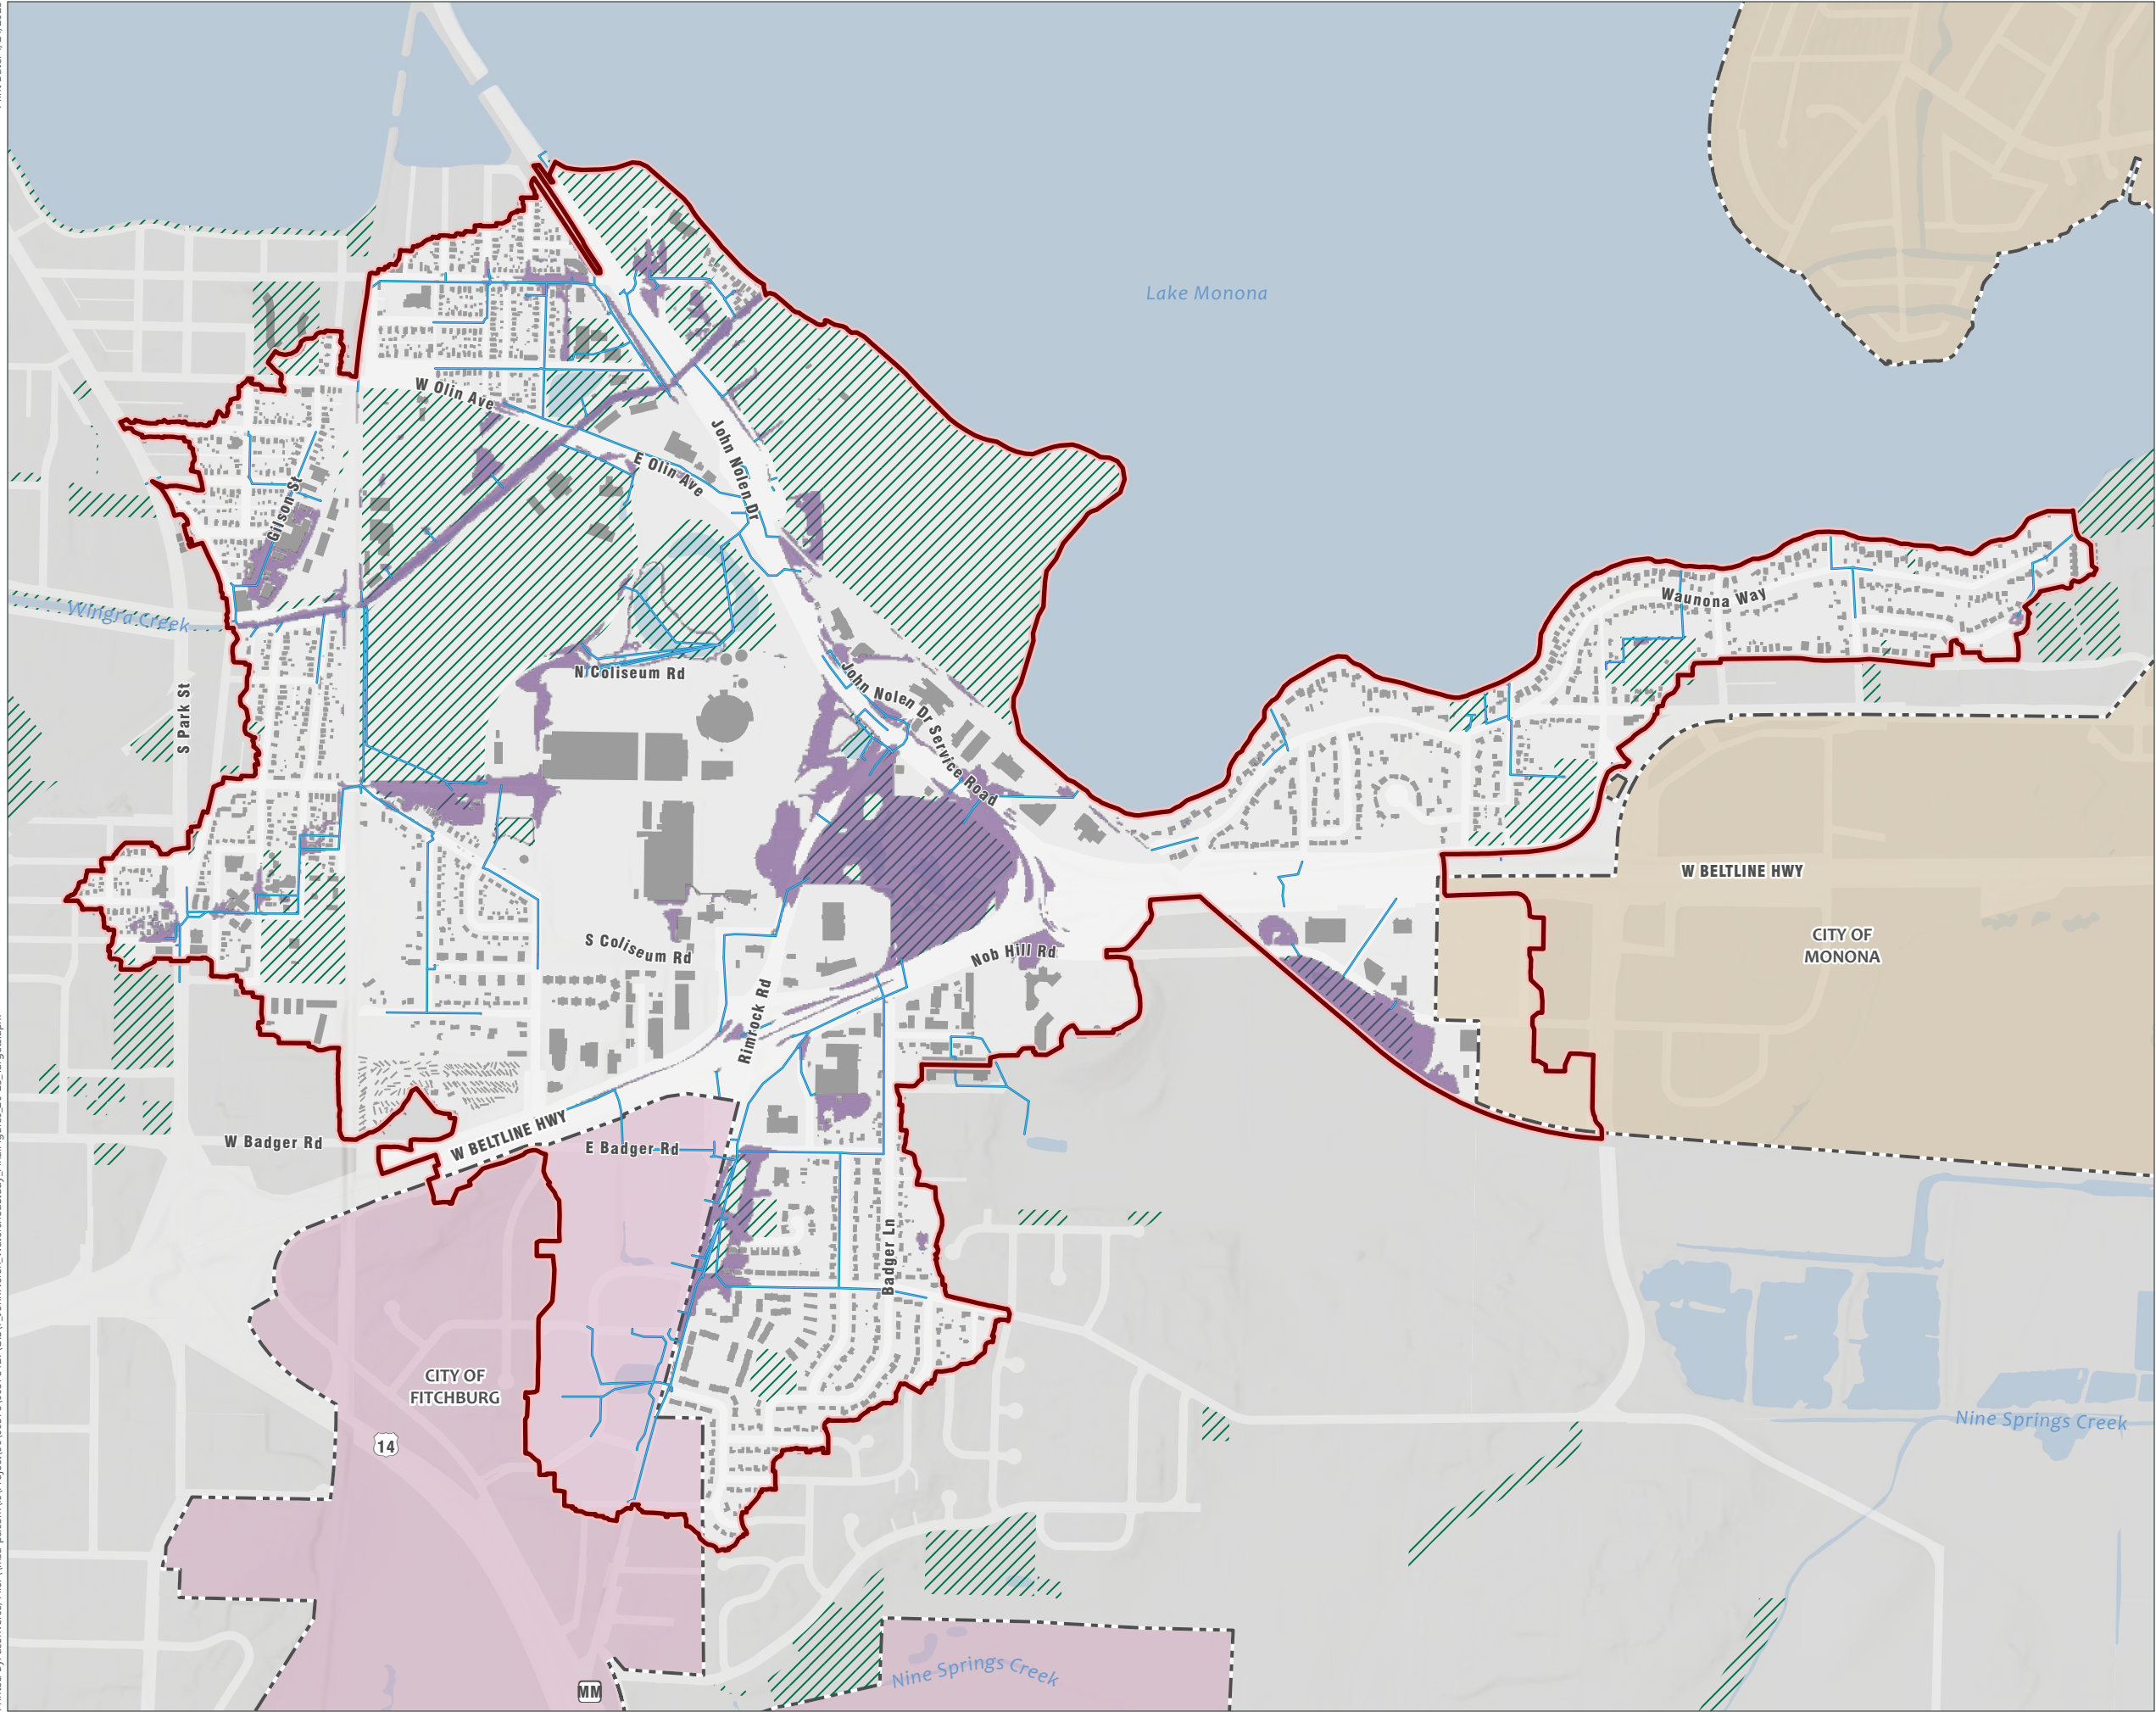 Lake Monona
W Olin Ave
John Nolen Dr
E Olin Ave
Gilson St
Wingra Creek
Waunona Way
N Coliseum Rd
S Park St
John Nolen Dr Service Road
W BELTLINE HWY
CITY OF
MONONA
S Coliseum Rd
Nob Hill Rd
Rimrock Rd
W BELTLINE HWY
W Badger Rd
E Badger Rd
Badger Ln
CITY OF
FITCHBURG
14
Nine Springs Creek
Nine Springs Creek
MM